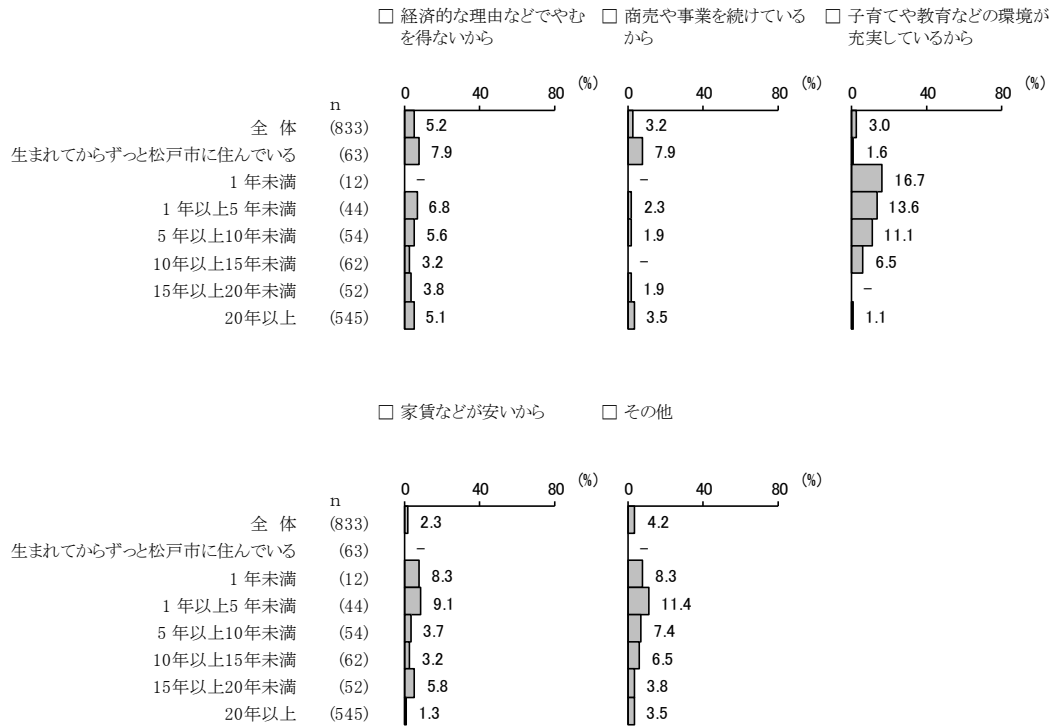 □ 経済的な理由などでやむ を得ないから
□ 商売や事業を続けている から
□ 子育てや教育などの環境が 充実しているから
(%) (%) (%)
n 0 40 80 0 40 80 0 40 80
全 体 (833) 5.2 3.2 3.0
生まれてからずっと松戸市に住んでいる (63) 7.9 7.9 1.6
1 年未満 (12) － － 16.7
1 年以上5 年未満 (44) 6.8 2.3 13.6
5 年以上10年未満 (54) 5.6 1.9 11.1
10年以上15年未満 (62) 3.2 － 6.5
15年以上20年未満 (52) 3.8 1.9 －
20年以上 (545) 5.1 3.5 1.1
□ 家賃などが安いから □ その他
(%) (%)
n 0 40 80 0 40 80
全 体 (833) 2.3 4.2
生まれてからずっと松戸市に住んでいる (63) － －
1 年未満 (12) 8.3 8.3
1 年以上5 年未満 (44) 9.1 11.4
5 年以上10年未満 (54) 3.7 7.4
10年以上15年未満 (62) 3.2 6.5
15年以上20年未満 (52) 5.8 3.8
20年以上 (545) 1.3 3.5